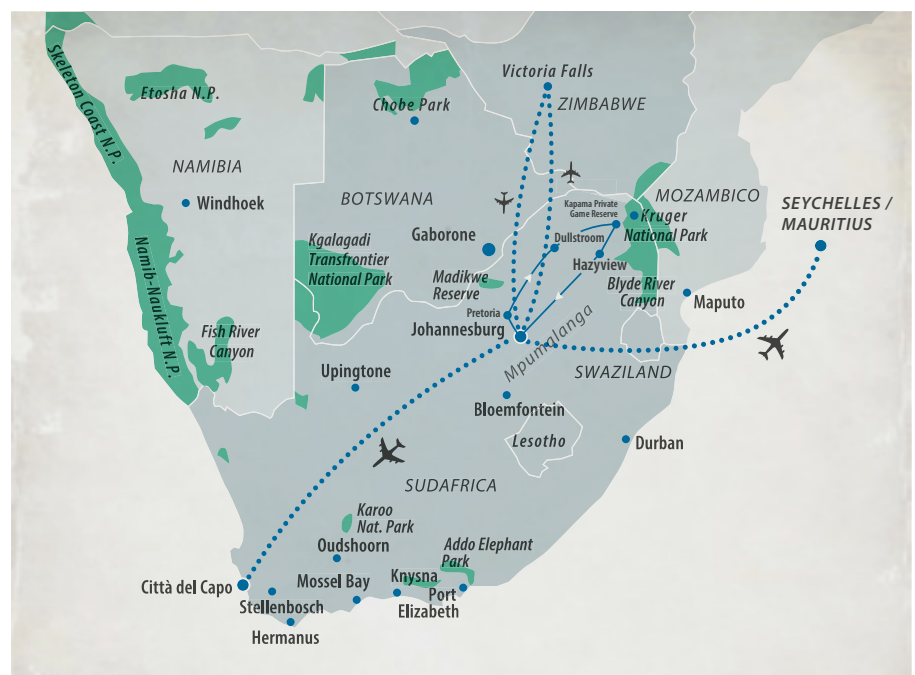 Skeleton Coast N.P.
Etosha N.P.
Victoria Falls
Chobe Park
ZIMBABWE
NAMIBIA
Windhoek
BOTSWANA
Kapama Private
Game Reserve
MOZAMBICO
SEYCHELLES /
MAURITIUS
Kruger
National Park
Gaborone
Dullstroom
Kgalagadi
Transfrontier
National Park
Namib-Naukluft N.P.
Hazyview
Madikwe
Reserve
Blyde River
Canyon
Maputo
Pretoria
Johannesburg
Mpumalanga
Fish River
Canyon
Upingtone
SWAZILAND
Bloemfontein
Lesotho
Durban
SUDAFRICA
Karoo
Nat. Park
Oudshoorn
Addo Elephant
Park
Città del Capo
Mossel Bay
Knysna
Port
Elizabeth
Stellenbosch
Hermanus